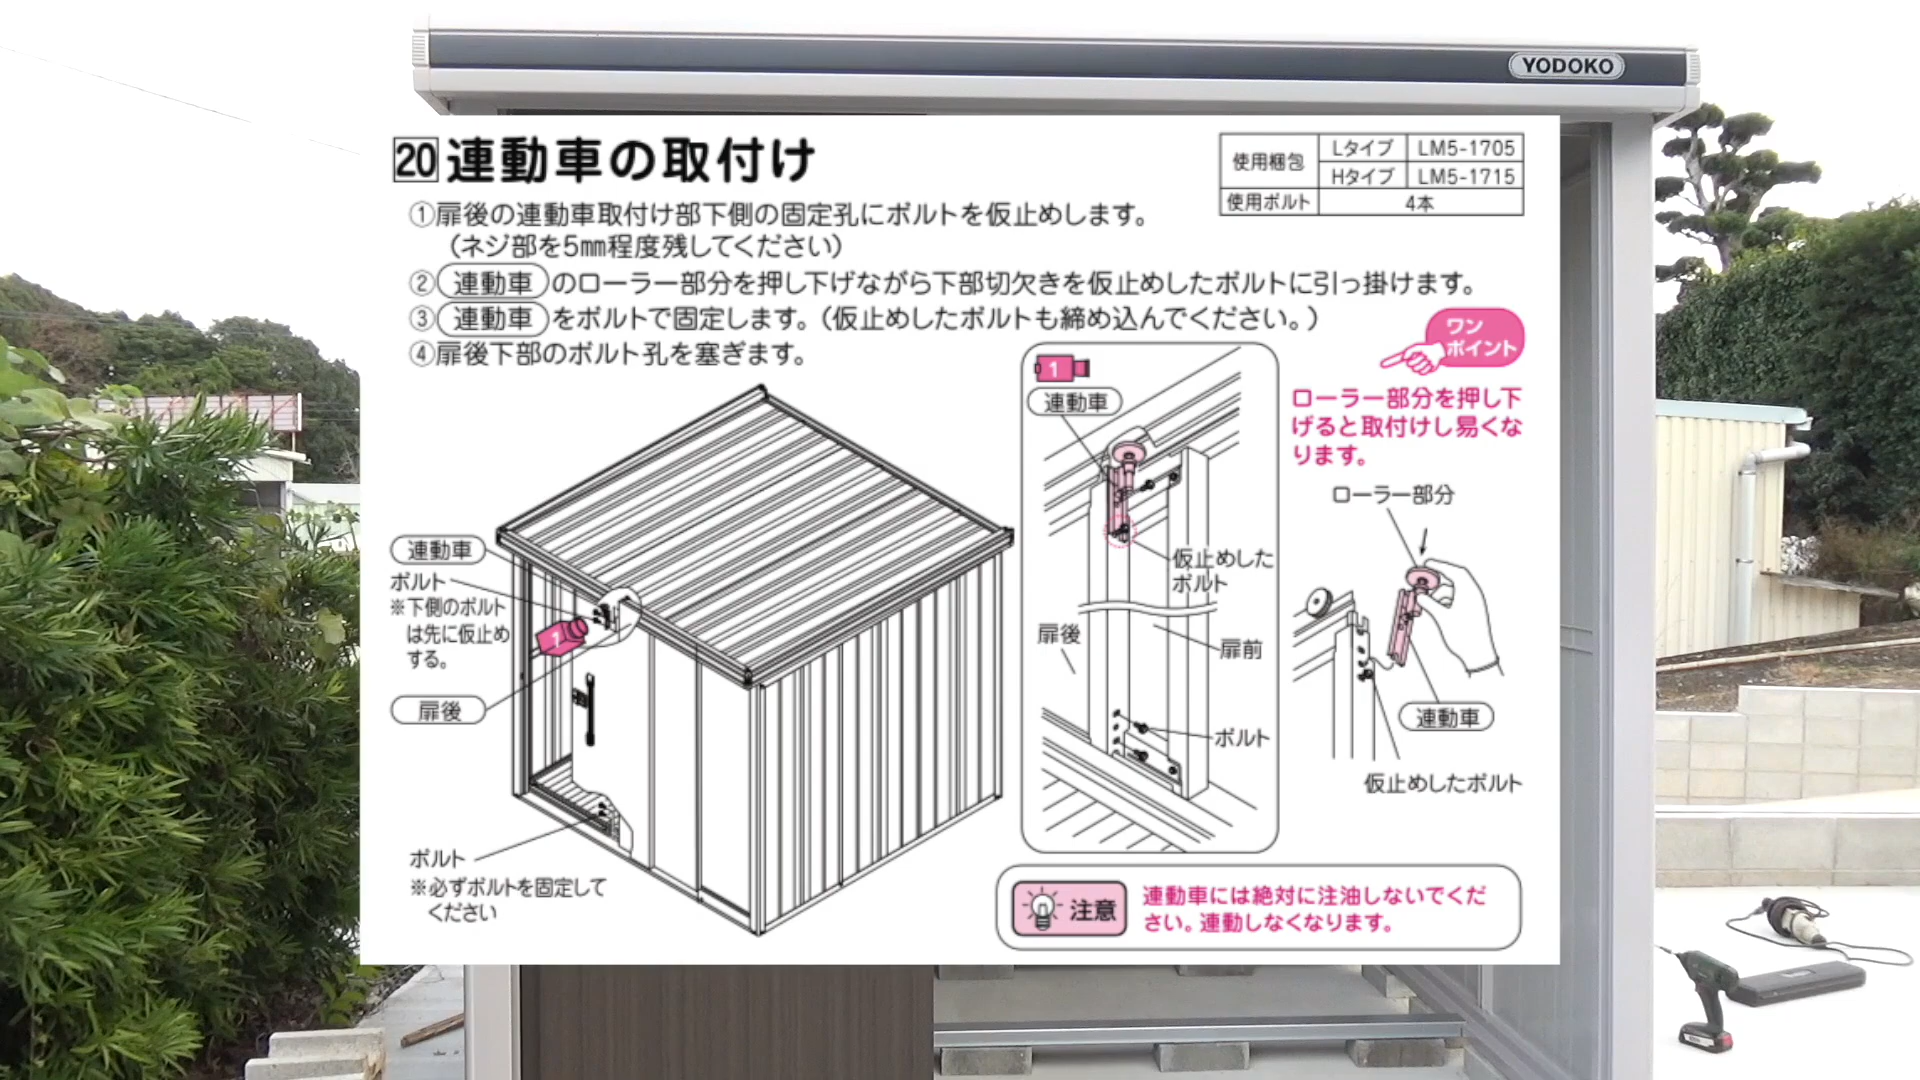 YODOKO
20 連動車の取付け
使用梱包 Lタイプ LM5-1705
Hタイプ LM5-1715
使用ボルト 4本
①扉後の連動車取付け部下側の固定孔にボルトを仮止めします。
（ネジ部を5㎜程度残してください）
②連動車のローラー部分を押し下げながら下部切欠きを仮止めしたボルトに引っ掛けます。
③連動車をボルトで固定します。（仮止めしたボルトも締め込んでください。）
④扉後下部のボルト孔を塞ぎます。
連動車
ボルト
※下側のボルト
は先に仮止め
する。
1
扉後
ボルト
※必ずボルトを固定して
ください
1
連動車
仮止めした
ボルト
扉後
扉前
ボルト
ワン
ポイント
ローラー部分を押し下
げると取付けし易くな
ります。
ローラー部分
連動車
仮止めしたボルト
注意
連動車には絶対に注油しないでくだ
さい。連動しなくなります。